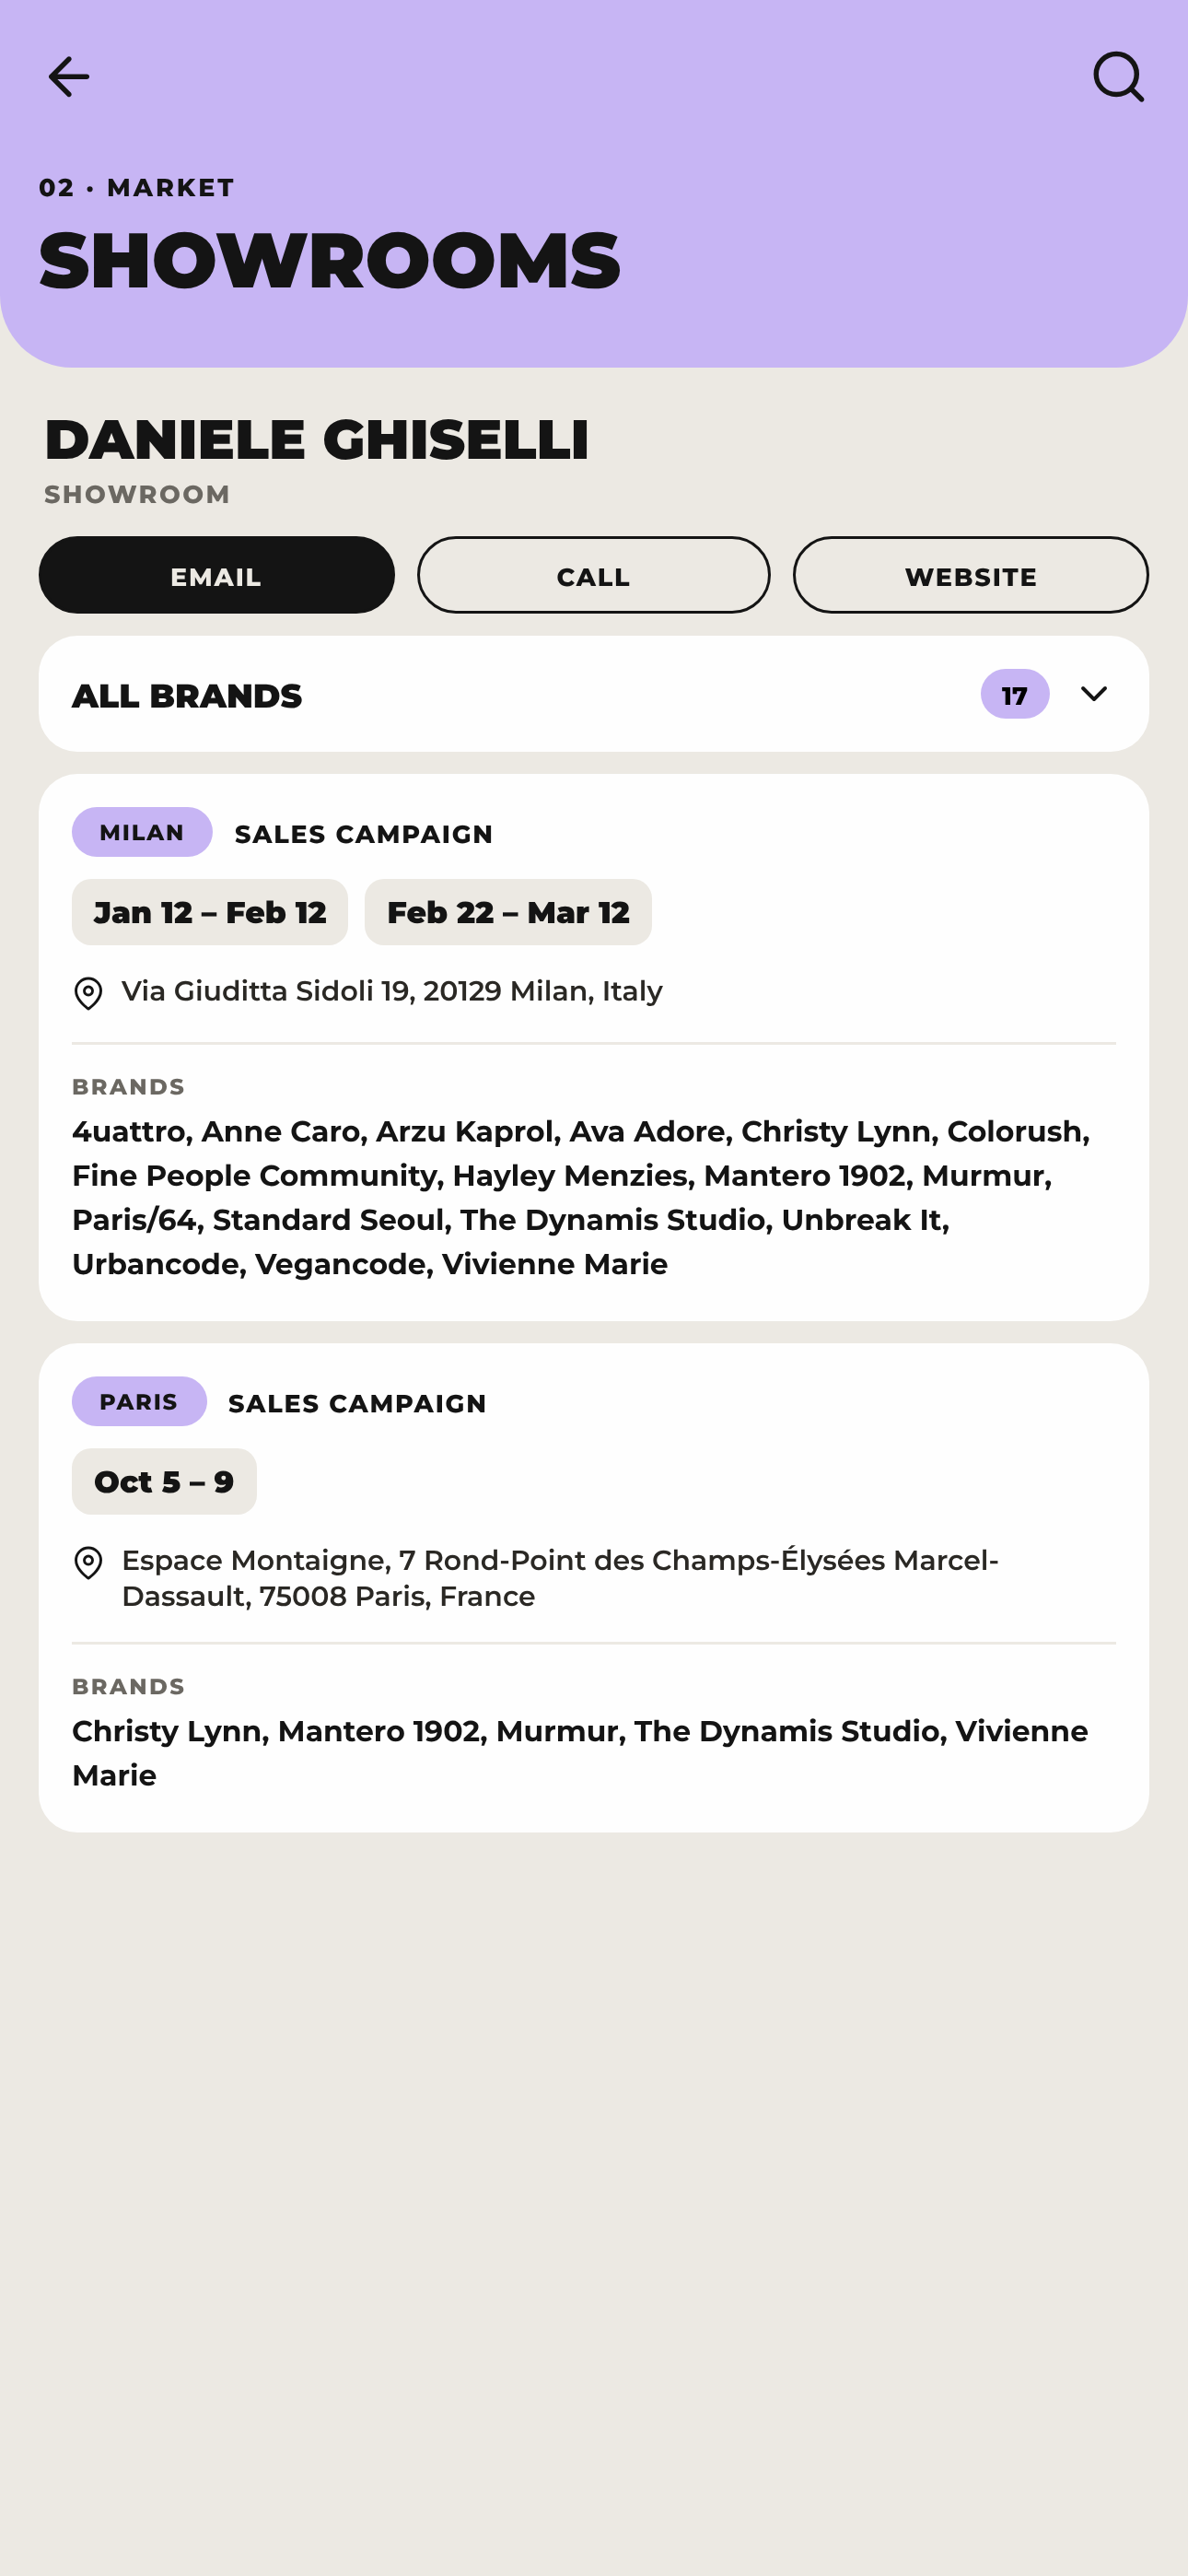 02 · MARKET
SHOWROOMS
DANIELE GHISELLI
SHOWROOM
EMAIL
CALL
WEBSITE
ALL BRANDS
17
MILAN
SALES CAMPAIGN
Jan 12 – Feb 12
Feb 22 – Mar 12
Via Giuditta Sidoli 19, 20129 Milan, Italy
BRANDS
4uattro, Anne Caro, Arzu Kaprol, Ava Adore, Christy Lynn, Colorush,
Fine People Community, Hayley Menzies, Mantero 1902, Murmur,
Paris/64, Standard Seoul, The Dynamis Studio, Unbreak It,
Urbancode, Vegancode, Vivienne Marie
PARIS
SALES CAMPAIGN
Oct 5 – 9
Espace Montaigne, 7 Rond-Point des Champs-Élysées Marcel-
Dassault, 75008 Paris, France
BRANDS
Christy Lynn, Mantero 1902, Murmur, The Dynamis Studio, Vivienne
Marie